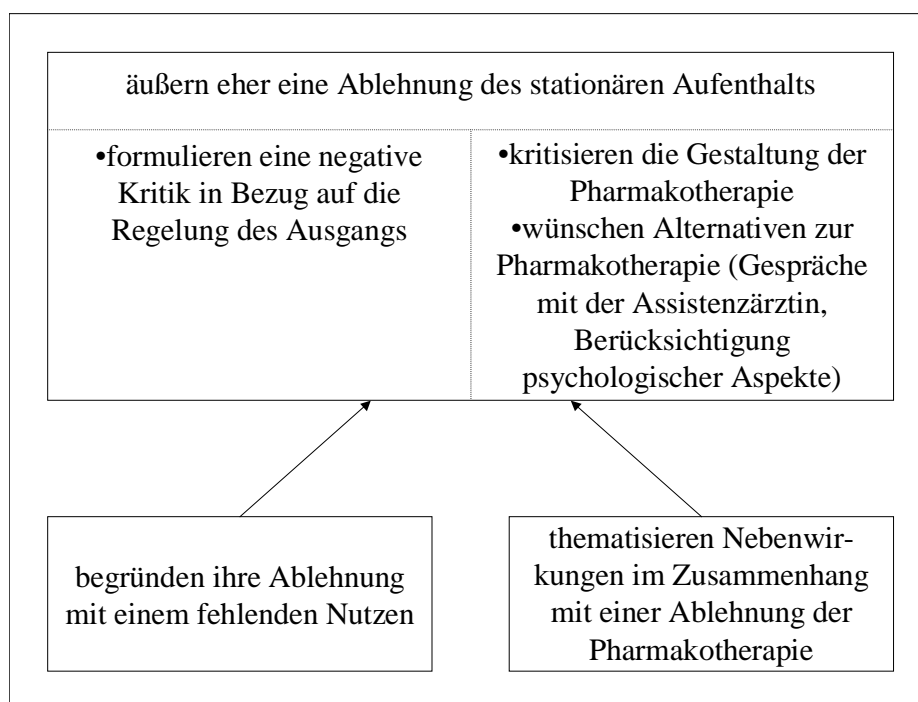 äußern eher eine Ablehnung des stationären Aufenthalts
•formulieren eine negative
Kritik in Bezug auf die
Regelung des Ausgangs
•kritisieren die Gestaltung der
Pharmakotherapie
•wünschen Alternativen zur
Pharmakotherapie (Gespräche
mit der Assistenzärztin,
Berücksichtigung
psychologischer Aspekte)
begründen ihre Ablehnung
mit einem fehlenden Nutzen
thematisieren Nebenwir-
kungen im Zusammenhang
mit einer Ablehnung der
Pharmakotherapie